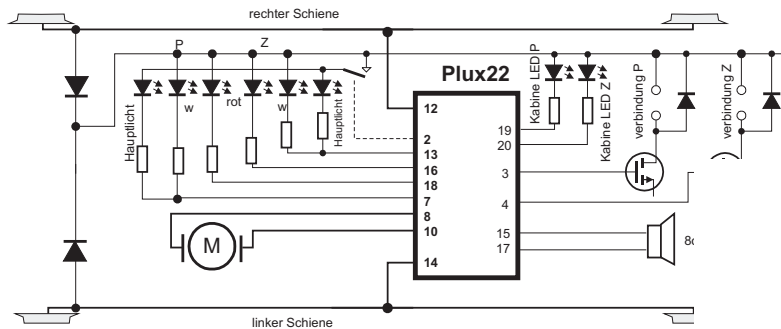 rechter Schiene
P
Z
Plux22
Kabine LED P
Kabine LED Z
verbindung P
verbindung Z
Hauptlicht
w
rot
w
Hauptlicht
12
2
13
16
18
7
8
10
14
19
20
3
4
15
17
M
linker Schiene